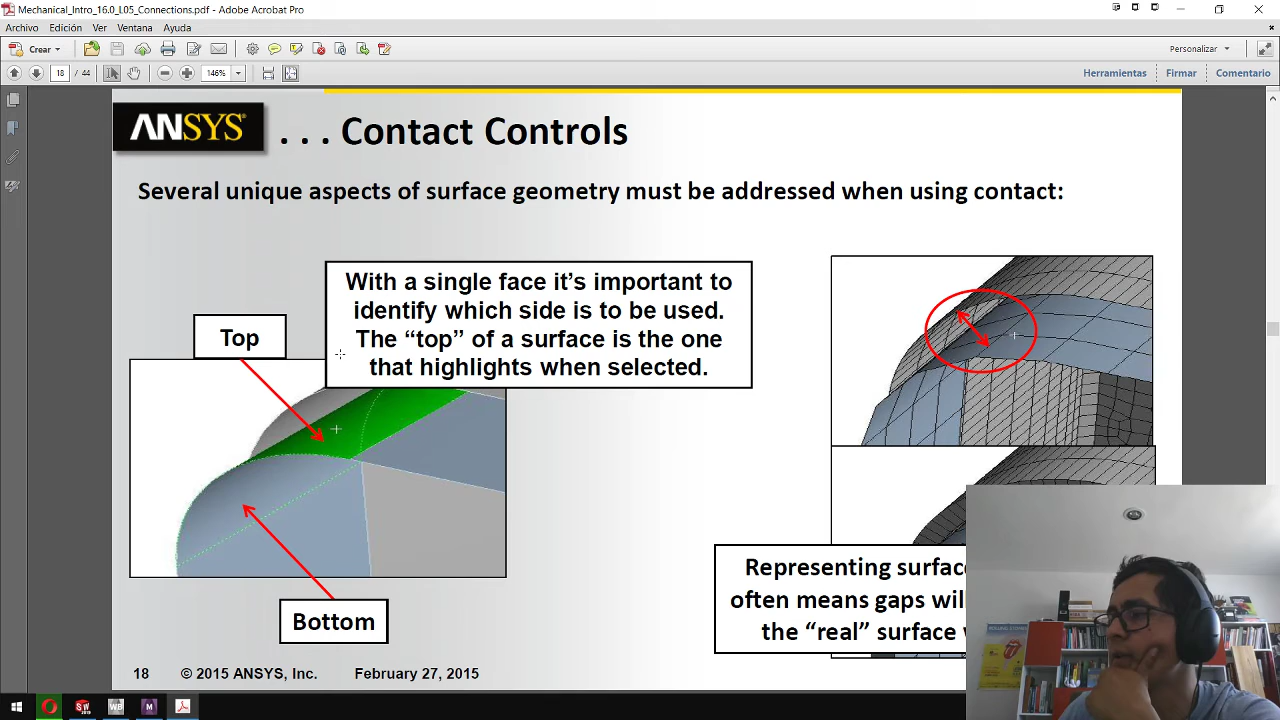 Mechanical_Intro_16.0_L05_Connections.pdf - Adobe Acrobat Pro
Archivo Edición Ver Ventana Ayuda
Crear
Personalizar
18 / 44
146%
Herramientas Firmar Comentario
ANSYS
. . . Contact Controls
Several unique aspects of surface geometry must be addressed when using contact:
With a single face it’s important to
identify which side is to be used.
The “top” of a surface is the one
that highlights when selected.
Top
Bottom
Representing surfac
often means gaps wil
the “real” surface
18 © 2015 ANSYS, Inc. February 27, 2015